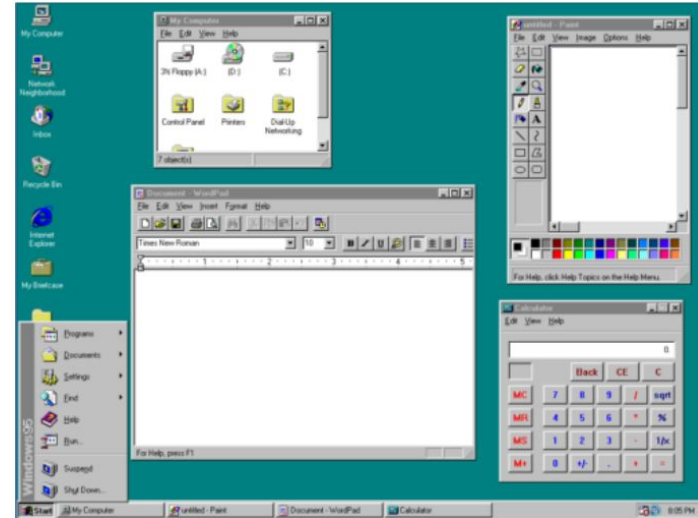 My Computer
Network
Neighborhood
Inbox
Recycle Bin
Internet
Explorer
My Briefcase
My Computer
File Edit View Help
3½ Floppy (A:) (D:) (C:)
Control Panel Printers Dial-Up
Networking
7 object(s)
untitled - Paint
File Edit View Image Options Help
A
For Help, click Help Topics on the Help Menu.
Document - WordPad
File Edit View Insert Format Help
Times New Roman 10 B I U
1 2 3 4 5
For Help, press F1
Calculator
Edit View Help
0.
Back CE C
MC 7 8 9 / sqrt
MR 4 5 6 * %
MS 1 2 3 - 1/x
M+ 0 +/- . + =
Windows95
Programs
Documents
Settings
Find
Help
Run...
Suspend
Shut Down...
Start My Computer untitled - Paint Document - WordPad Calculator 8:05 PM